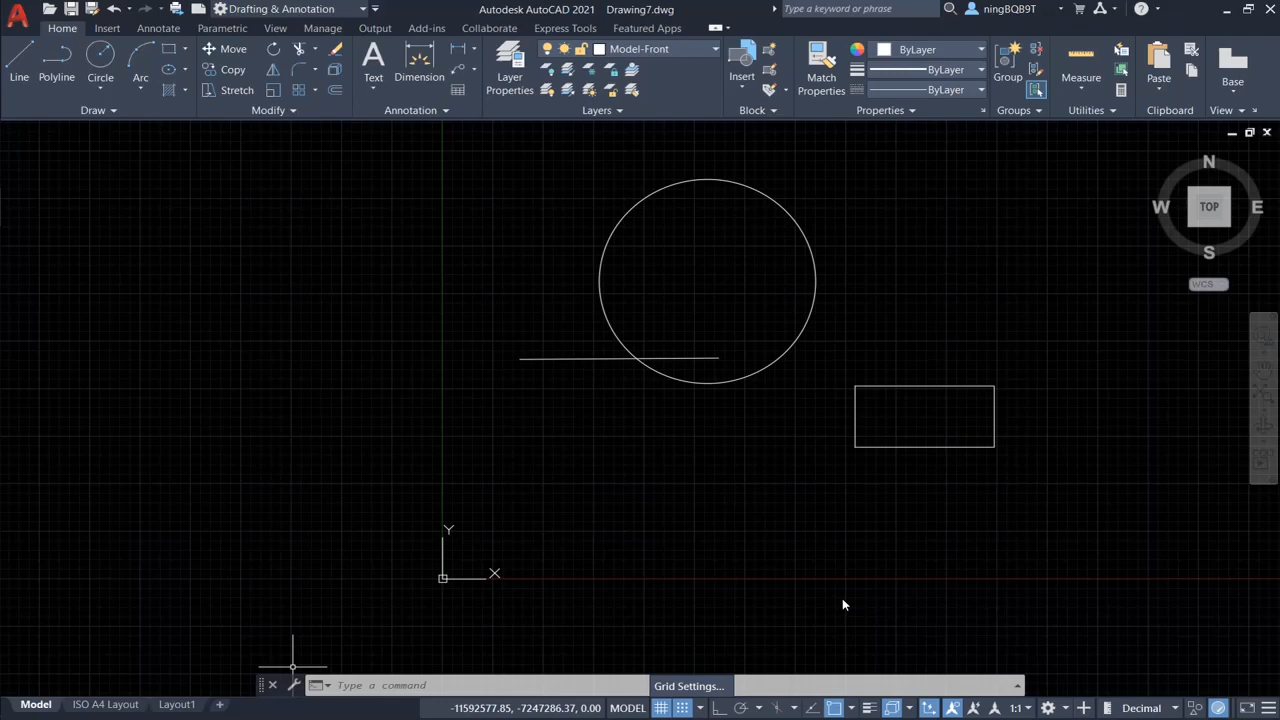 Drafting & Annotation
Autodesk AutoCAD 2021 Drawing7.dwg
Type a keyword or phrase
ningBQB9T
Home Insert Annotate Parametric View Manage Output Add-ins Collaborate Express Tools Featured Apps
Line
Polyline
Circle
Arc
Move
Copy
Stretch
Text
Dimension
Layer Properties
Model-Front
Insert
Match Properties
ByLayer
ByLayer
ByLayer
Group
Measure
Paste
Base
Draw
Modify
Annotation
Layers
Block
Properties
Groups
Utilities
Clipboard
View
N
W
TOP
E
S
WCS
Y
X
Type a command
Grid Settings...
Model
ISO A4 Layout
Layout1
+
-11592577.85, -7247286.37, 0.00
MODEL
1:1
Decimal